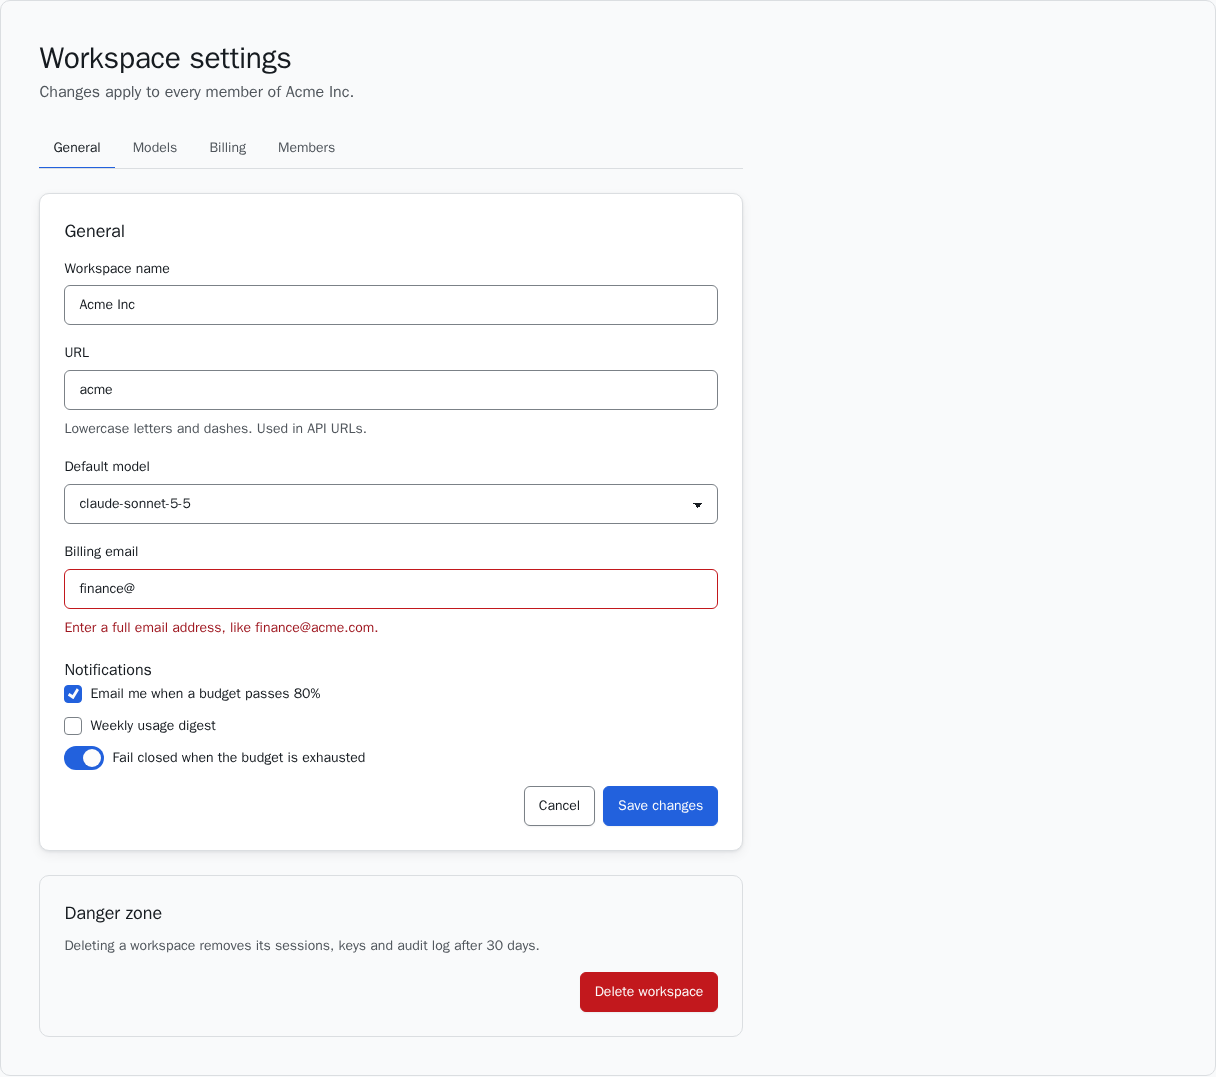 Workspace settings
Changes apply to every member of Acme Inc.
General Models Billing Members
General
Workspace name
Acme Inc
URL
acme
Lowercase letters and dashes. Used in API URLs.
Default model
claude-sonnet-5-5
Billing email
finance@
Enter a full email address, like finance@acme.com.
Notifications
Email me when a budget passes 80%
Weekly usage digest
Fail closed when the budget is exhausted
Cancel Save changes
Danger zone
Deleting a workspace removes its sessions, keys and audit log after 30 days.
Delete workspace